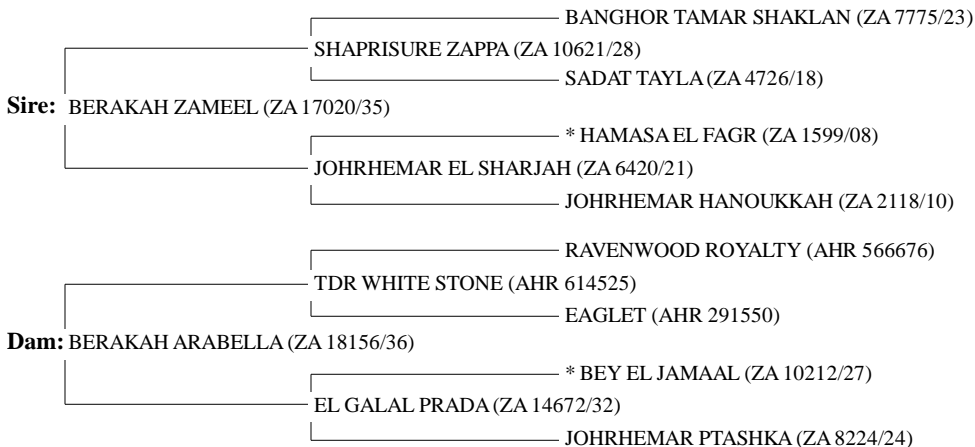 BANGHOR TAMAR SHAKLAN (ZA 7775/23)
SHAPRISURE ZAPPA (ZA 10621/28)
SADAT TAYLA (ZA 4726/18)
Sire: BERAKAH ZAMEEL (ZA 17020/35)
* HAMASA EL FAGR (ZA 1599/08)
JOHRHEMAR EL SHARJAH (ZA 6420/21)
JOHRHEMAR HANOUKKAH (ZA 2118/10)
RAVENWOOD ROYALTY (AHR 566676)
TDR WHITE STONE (AHR 614525)
EAGLET (AHR 291550)
Dam: BERAKAH ARABELLA (ZA 18156/36)
* BEY EL JAMAAL (ZA 10212/27)
EL GALAL PRADA (ZA 14672/32)
JOHRHEMAR PTASHKA (ZA 8224/24)